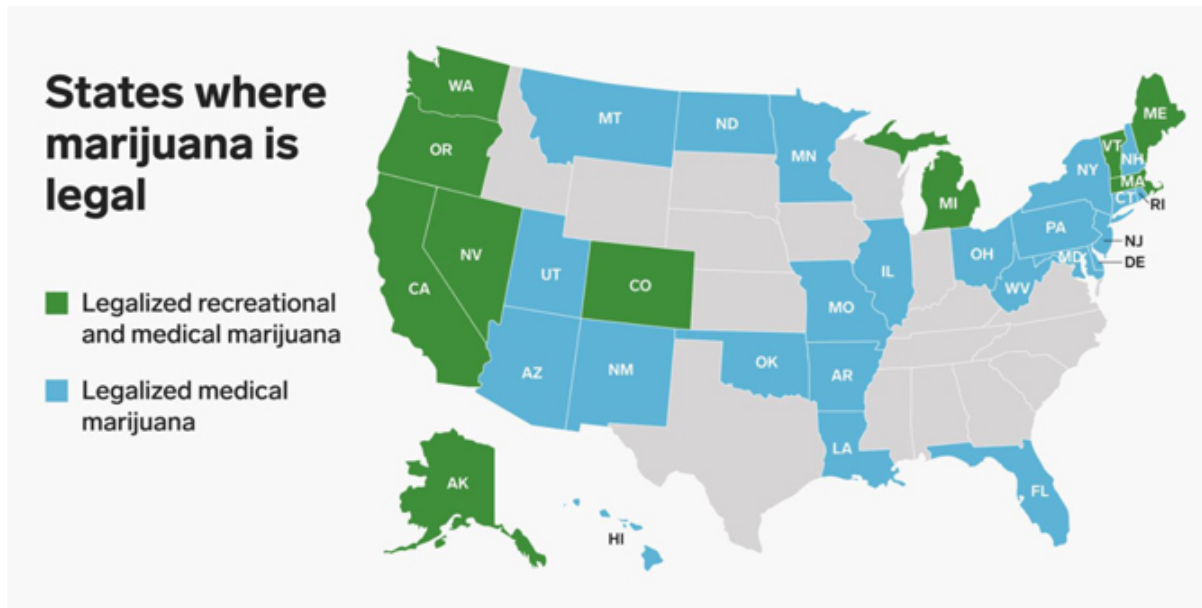 States where
marijuana is
legal
Legalized recreational
and medical marijuana
Legalized medical
marijuana
WA
OR
CA
NV
UT
AZ
MT
ND
MN
CO
NM
OK
MO
AR
LA
IL
MI
OH
WV
PA
NY
VT
NH
ME
MA
CT
RI
NJ
MD
DE
FL
AK
HI